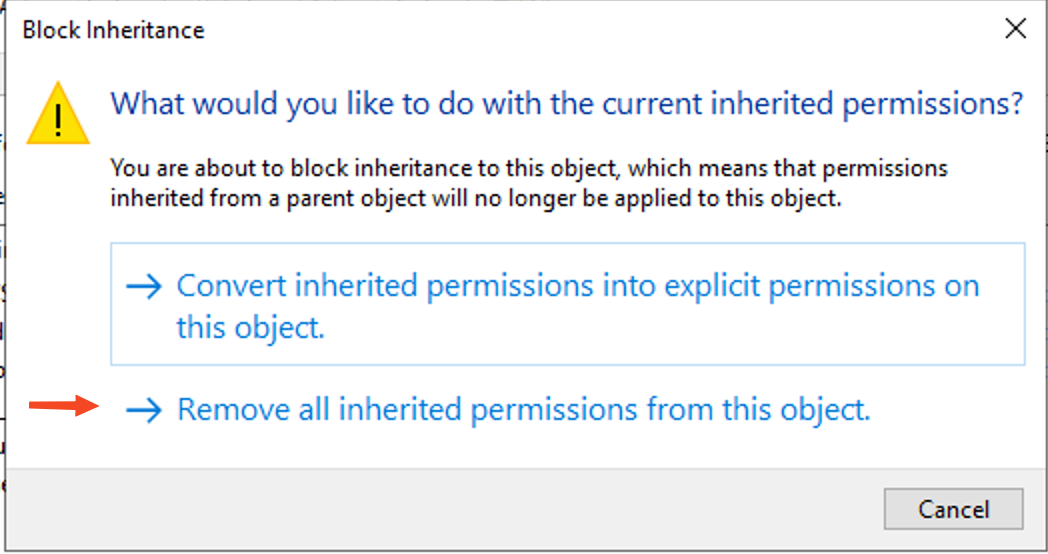 Block Inheritance
What would you like to do with the current inherited permissions?
You are about to block inheritance to this object, which means that permissions
inherited from a parent object will no longer be applied to this object.
Convert inherited permissions into explicit permissions on
this object.
Remove all inherited permissions from this object.
Cancel